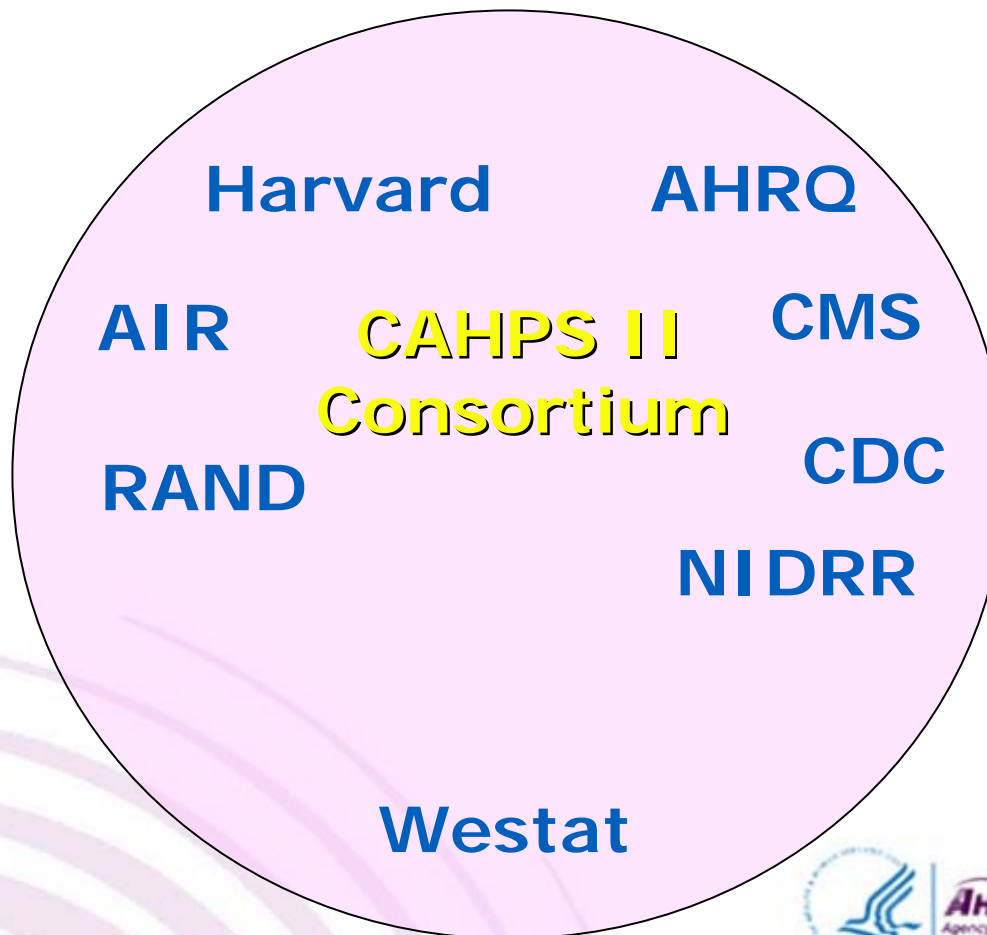 Harvard AHRQ
AIR CMS
CAHPS II
Consortium
CDC
RAND
NIDRR
Westat